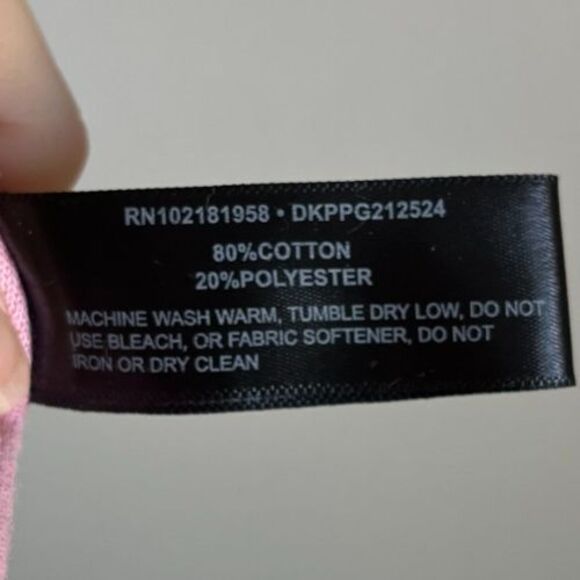 RN102181958 • DKPPG212524
80%COTTON
20%POLYESTER
MACHINE WASH WARM, TUMBLE DRY LOW, DO NOT
USE BLEACH, OR FABRIC SOFTENER, DO NOT
IRON OR DRY CLEAN